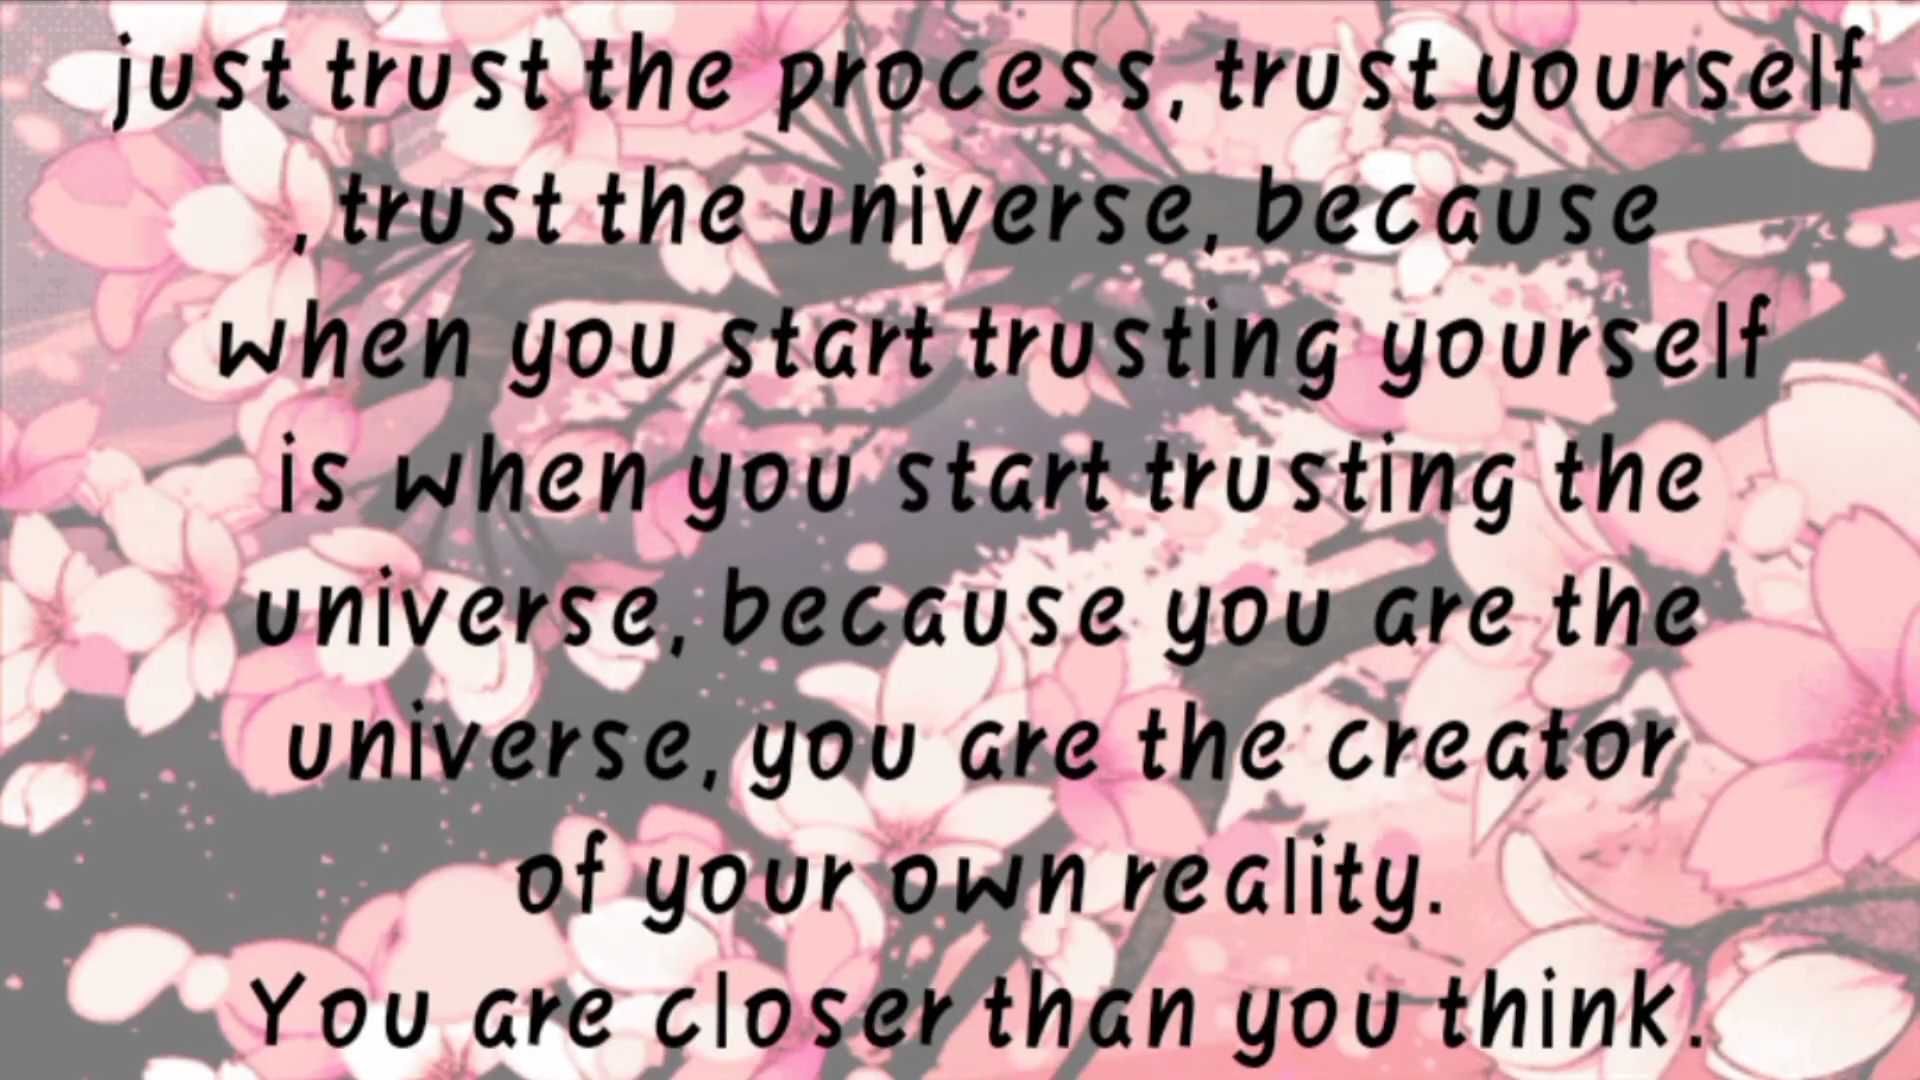 just trust the process, trust yourself
, trust the universe, because
when you start trusting yourself
is when you start trusting the
universe, because you are the
universe, you are the creator
of your own reality.
You are closer than you think.